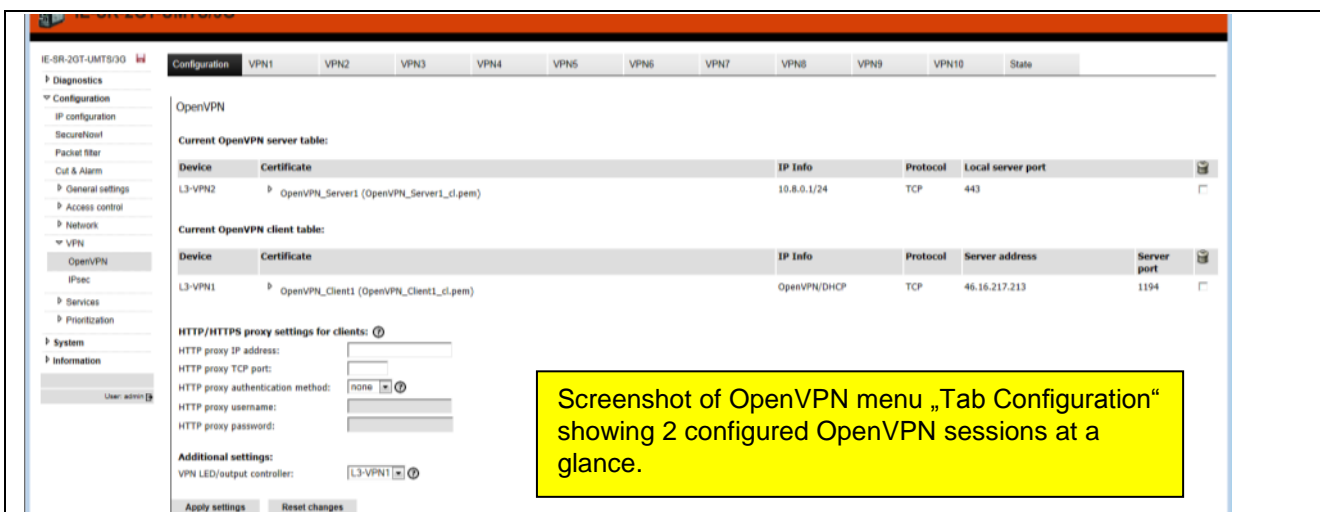 IE-SR-2GT-UMTS/3G
IE-SR-2GT-UMTS/3G
Configuration VPN1 VPN2 VPN3 VPN4 VPN5 VPN6 VPN7 VPN8 VPN9 VPN10 State
Diagnostics
Configuration
IP configuration
SecureNow!
Packet filter
Cut & Alarm
General settings
Access control
Network
VPN
OpenVPN
IPsec
Services
Prioritization
System
Information
User: admin
OpenVPN
Current OpenVPN server table:
Device Certificate IP Info Protocol Local server port
L3-VPN2 OpenVPN_Server1 (OpenVPN_Server1_cl.pem) 10.8.0.1/24 TCP 443
Current OpenVPN client table:
Device Certificate IP Info Protocol Server address Server port
L3-VPN1 OpenVPN_Client1 (OpenVPN_Client1_cl.pem) OpenVPN/DHCP TCP 46.16.217.213 1194
HTTP/HTTPS proxy settings for clients: ?
HTTP proxy IP address:
HTTP proxy TCP port:
HTTP proxy authentication method: none ?
HTTP proxy username:
HTTP proxy password:
Additional settings:
VPN LED/output controller: L3-VPN1 ?
Apply settings Reset changes
Screenshot of OpenVPN menu „Tab Configuration“
showing 2 configured OpenVPN sessions at a
glance.